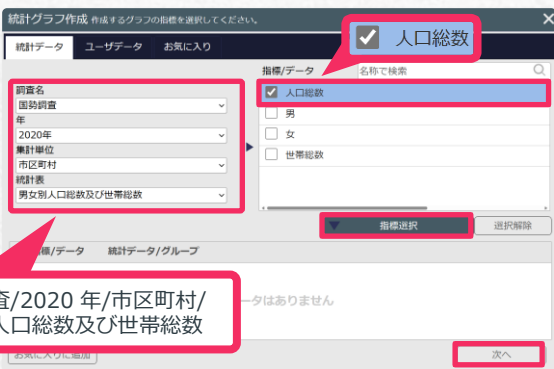 統計グラフ作成 作成するグラフの指標を選択してください。
統計データ ユーザデータ お気に入り
人口総数
指標/データ 名称で検索
調査名
国勢調査
年
2020年
集計単位
市区町村
統計表
男女別人口総数及び世帯総数
人口総数
男
女
世帯総数
指標選択 選択解除
標/データ 統計データ/グループ
査/2020 年/市区町村/
人口総数及び世帯総数
ータはありません
お気に入りに追加 次へ